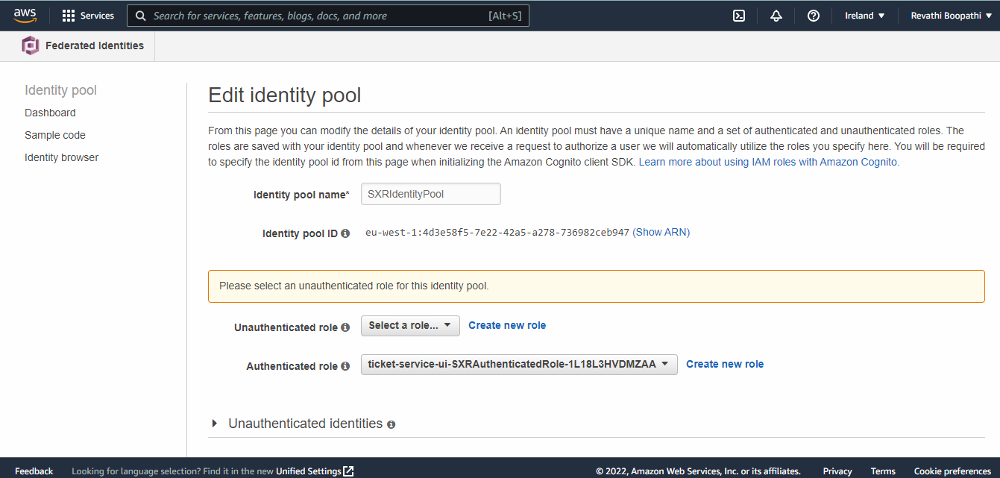 aws Services Search for services, features, blogs, docs, and more [Alt+S] Ireland Revathi Boopathi
Federated Identities
Identity pool
Dashboard
Sample code
Identity browser
Edit identity pool
From this page you can modify the details of your identity pool. An identity pool must have a unique name and a set of authenticated and unauthenticated roles. The
roles are saved with your identity pool and whenever we receive a request to authorize a user we will automatically utilize the roles you specify here. You will be required
to specify the identity pool id from this page when initializing the Amazon Cognito client SDK. Learn more about using IAM roles with Amazon Cognito.
Identity pool name* SXRIdentityPool
Identity pool ID eu-west-1:4d3e58f5-7e22-42a5-a278-736982ceb947 (Show ARN)
Please select an unauthenticated role for this identity pool.
Unauthenticated role Select a role... Create new role
Authenticated role ticket-service-ui-SXRAuthenticatedRole-1L18L3HVDMZAA Create new role
Unauthenticated identities
Feedback Looking for language selection? Find it in the new Unified Settings © 2022, Amazon Web Services, Inc. or its affiliates. Privacy Terms Cookie preferences